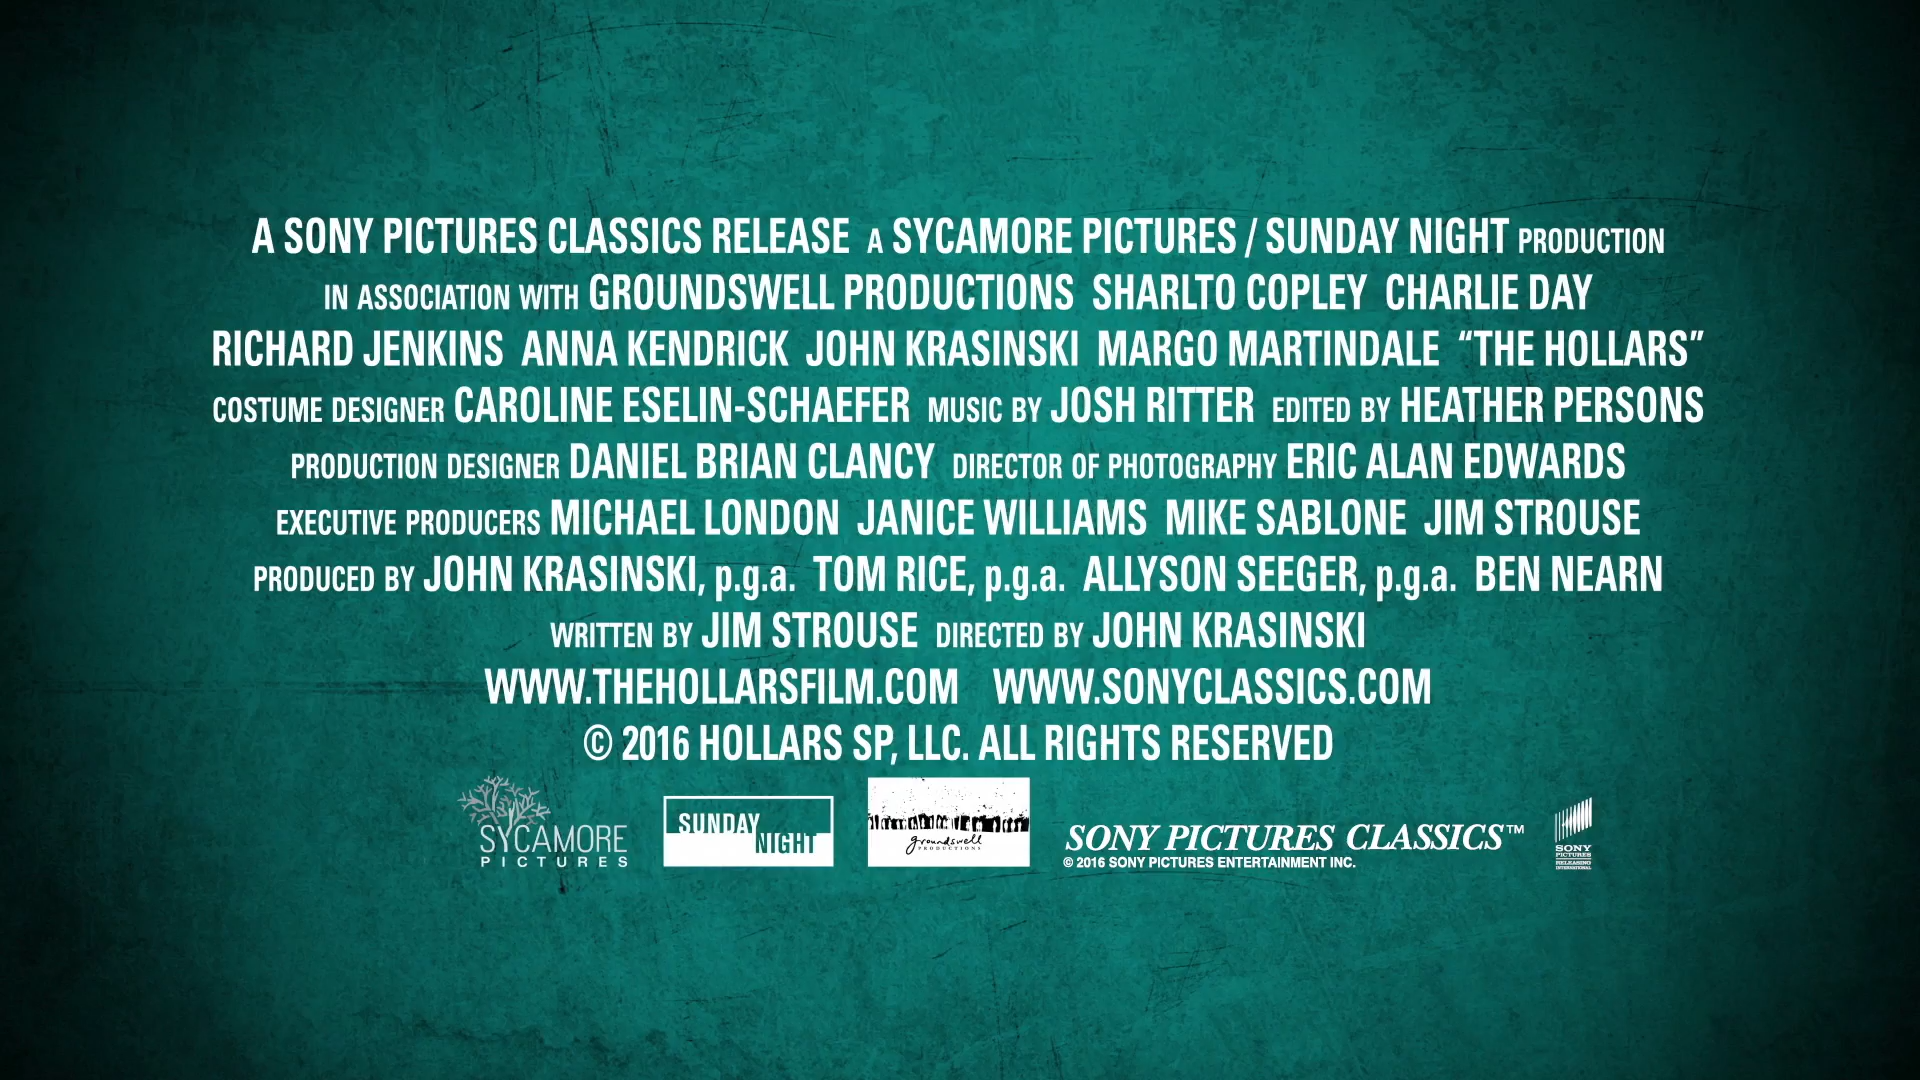 A SONY PICTURES CLASSICS RELEASE A SYCAMORE PICTURES / SUNDAY NIGHT PRODUCTION
IN ASSOCIATION WITH GROUNDSWELL PRODUCTIONS SHARLTO COPLEY CHARLIE DAY
RICHARD JENKINS ANNA KENDRICK JOHN KRASINSKI MARGO MARTINDALE “THE HOLLARS”
COSTUME DESIGNER CAROLINE ESELIN-SCHAEFER MUSIC BY JOSH RITTER EDITED BY HEATHER PERSONS
PRODUCTION DESIGNER DANIEL BRIAN CLANCY DIRECTOR OF PHOTOGRAPHY ERIC ALAN EDWARDS
EXECUTIVE PRODUCERS MICHAEL LONDON JANICE WILLIAMS MIKE SABLONE JIM STROUSE
PRODUCED BY JOHN KRASINSKI, p.g.a. TOM RICE, p.g.a. ALLYSON SEEGER, p.g.a. BEN NEARN
WRITTEN BY JIM STROUSE DIRECTED BY JOHN KRASINSKI
WWW.THEHOLLARSFILM.COM WWW.SONYCLASSICS.COM
© 2016 HOLLARS SP, LLC. ALL RIGHTS RESERVED
SYCAMORE
PICTURES
SUNDAY
NIGHT
groundswell
PRODUCTIONS
SONY PICTURES CLASSICS™
© 2016 SONY PICTURES ENTERTAINMENT INC.
SONY
PICTURES
RELEASING
INTERNATIONAL